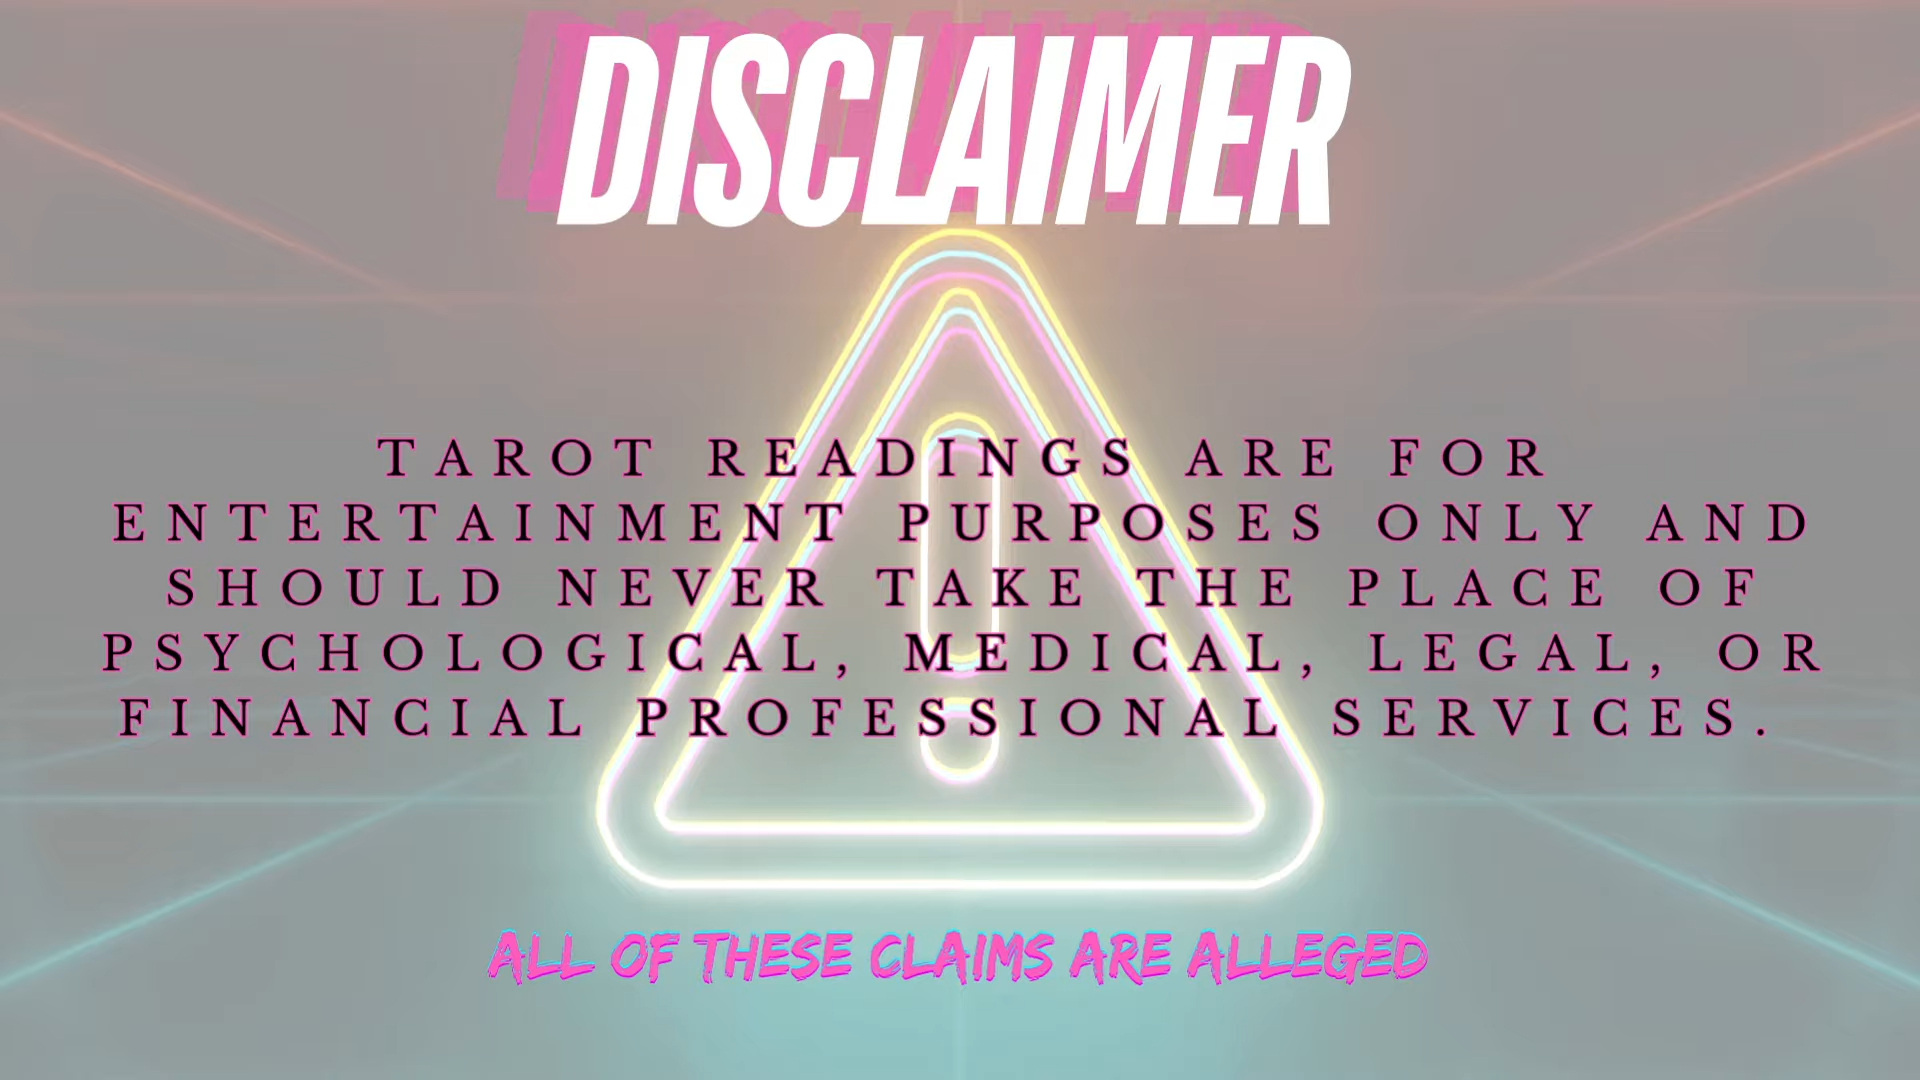 DISCLAIMER
TAROT READINGS ARE FOR
ENTERTAINMENT PURPOSES ONLY AND
SHOULD NEVER TAKE THE PLACE OF
PSYCHOLOGICAL, MEDICAL, LEGAL, OR
FINANCIAL PROFESSIONAL SERVICES.
ALL OF THESE CLAIMS ARE ALLEGED